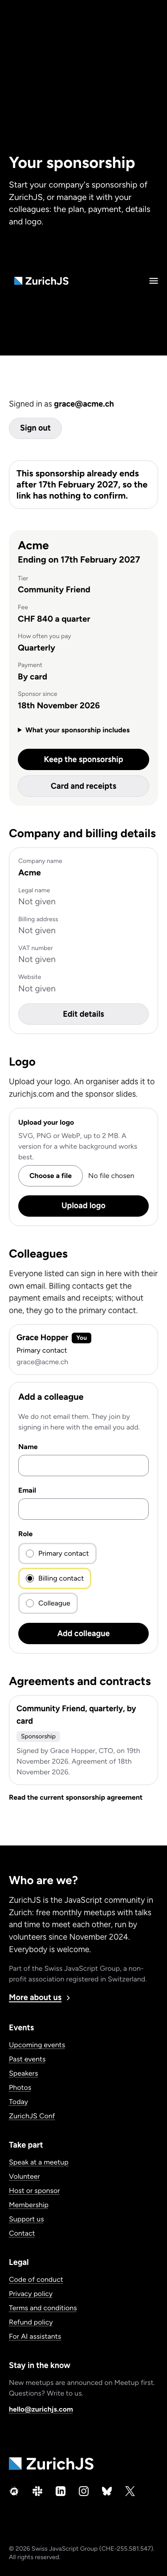 Your sponsorship
Start your company's sponsorship of
ZurichJS, or manage it with your
colleagues: the plan, payment, details
and logo.
ZurichJS
Signed in as grace@acme.ch
Sign out
This sponsorship already ends
after 17th February 2027, so the
link has nothing to confirm.
Acme
Ending on 17th February 2027
Tier
Community Friend
Fee
CHF 840 a quarter
How often you pay
Quarterly
Payment
By card
Sponsor since
18th November 2026
What your sponsorship includes
Keep the sponsorship
Card and receipts
Company and billing details
Company name
Acme
Legal name
Not given
Billing address
Not given
VAT number
Not given
Website
Not given
Edit details
Logo
Upload your logo. An organiser adds it to
zurichjs.com and the sponsor slides.
Upload your logo
SVG, PNG or WebP, up to 2 MB. A
version for a white background works
best.
Choose a file
No file chosen
Upload logo
Colleagues
Everyone listed can sign in here with their
own email. Billing contacts get the
payment emails and receipts; without
one, they go to the primary contact.
Grace Hopper You
Primary contact
grace@acme.ch
Add a colleague
We do not email them. They join by
signing in here with the email you add.
Name
Email
Role
Primary contact
Billing contact
Colleague
Add colleague
Agreements and contracts
Community Friend, quarterly, by
card
Sponsorship
Signed by Grace Hopper, CTO, on 19th
November 2026. Agreement of 18th
November 2026.
Read the current sponsorship agreement
Who are we?
ZurichJS is the JavaScript community in
Zurich: free monthly meetups with talks
and time to meet each other, run by
volunteers since November 2024.
Everybody is welcome.
Part of the Swiss JavaScript Group, a non-
profit association registered in Switzerland.
More about us
Events
Upcoming events
Past events
Speakers
Photos
Today
ZurichJS Conf
Take part
Speak at a meetup
Volunteer
Host or sponsor
Membership
Support us
Contact
Legal
Code of conduct
Privacy policy
Terms and conditions
Refund policy
For AI assistants
Stay in the know
New meetups are announced on Meetup first.
Questions? Write to us.
hello@zurichjs.com
ZurichJS
© 2026 Swiss JavaScript Group (CHE-255.581.547).
All rights reserved.